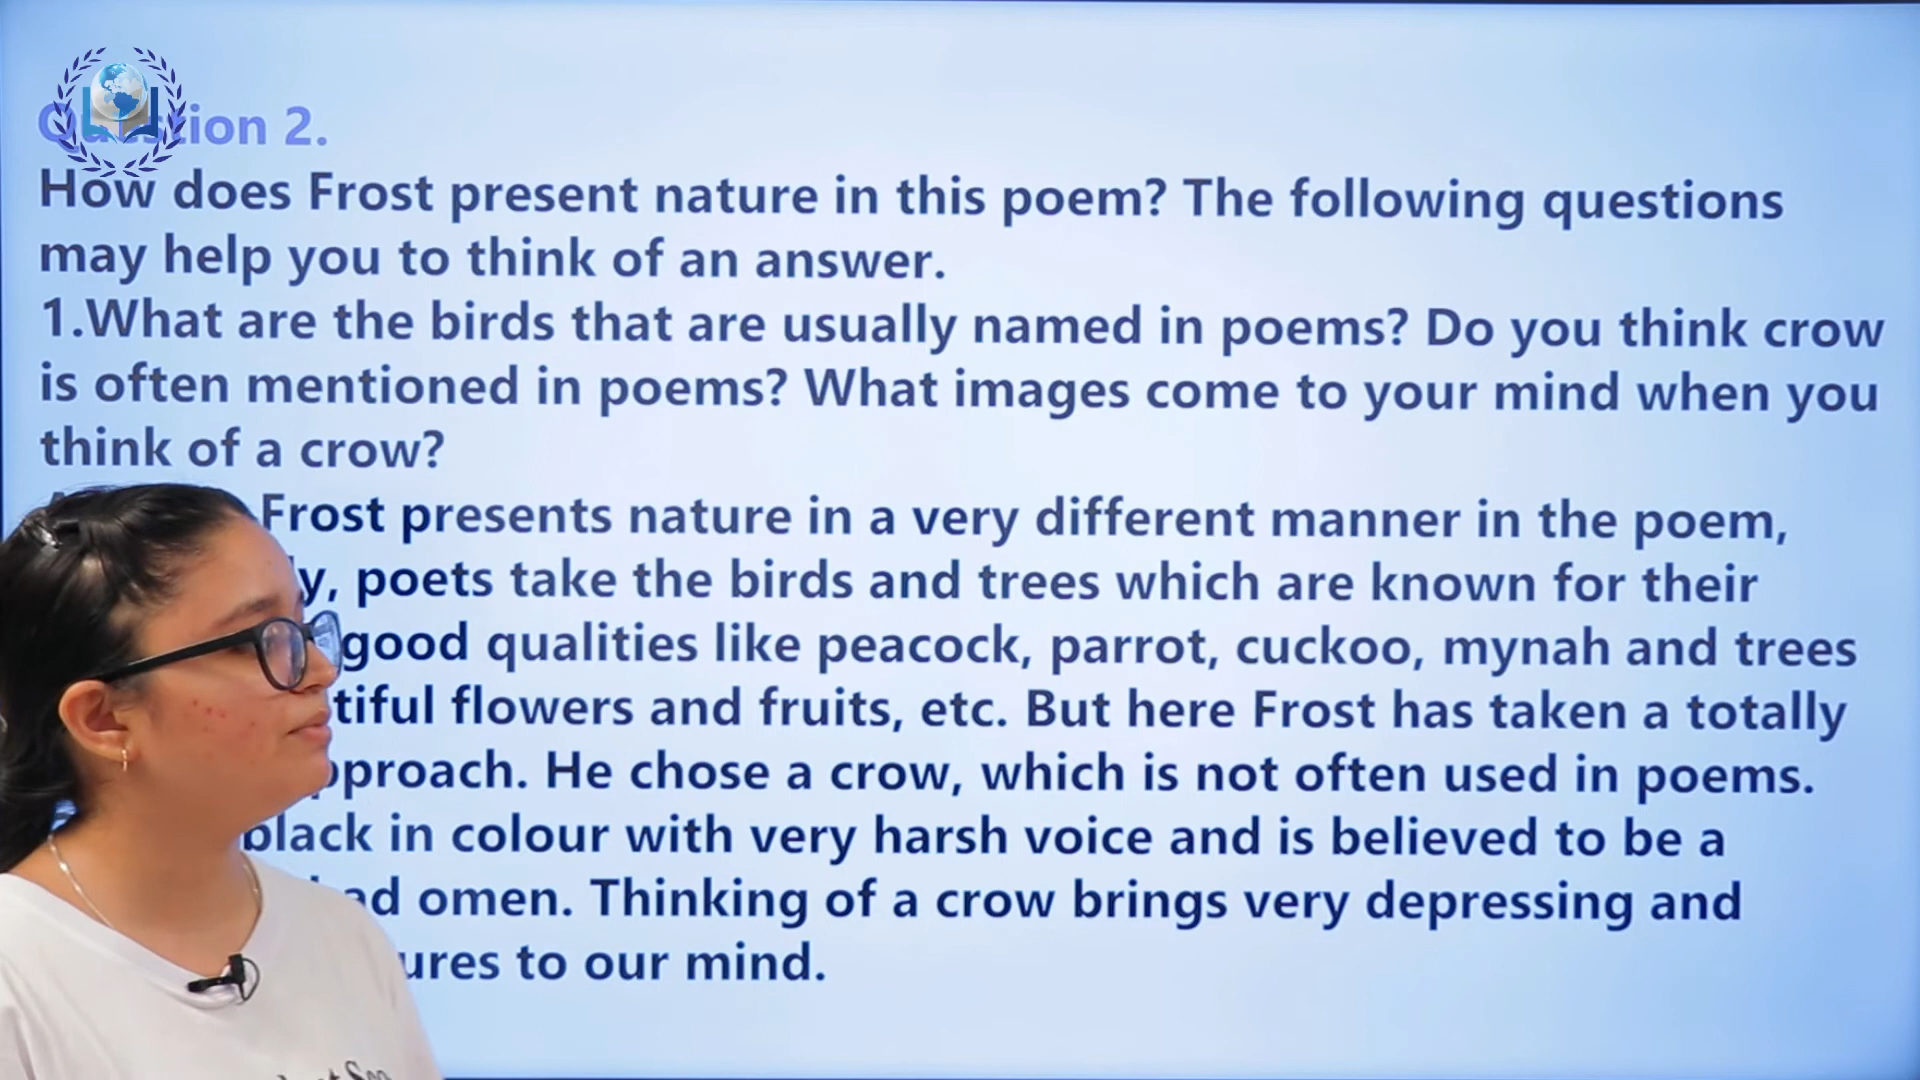 Question 2.
How does Frost present nature in this poem? The following questions
may help you to think of an answer.
1.What are the birds that are usually named in poems? Do you think crow
is often mentioned in poems? What images come to your mind when you
think of a crow?
Frost presents nature in a very different manner in the poem,
poets take the birds and trees which are known for their
good qualities like peacock, parrot, cuckoo, mynah and trees
flowers and fruits, etc. But here Frost has taken a totally
approach. He chose a crow, which is not often used in poems.
black in colour with very harsh voice and is believed to be a
omen. Thinking of a crow brings very depressing and
to our mind.